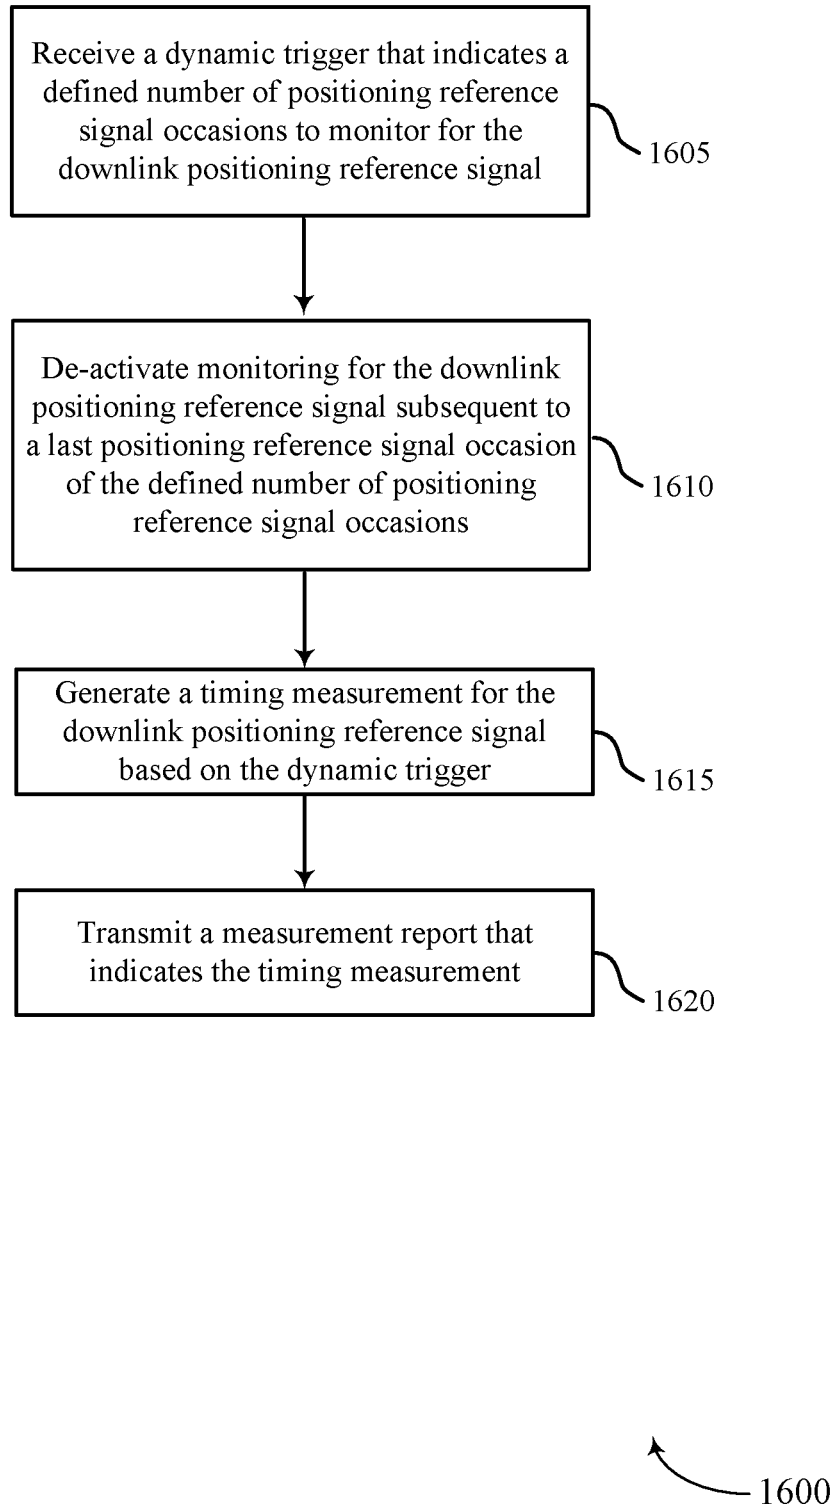 Receive a dynamic trigger that indicates a
defined number of positioning reference
signal occasions to monitor for the
downlink positioning reference signal
1605
De-activate monitoring for the downlink
positioning reference signal subsequent to
a last positioning reference signal occasion
of the defined number of positioning
reference signal occasions
1610
Generate a timing measurement for the
downlink positioning reference signal
based on the dynamic trigger
1615
Transmit a measurement report that
indicates the timing measurement
1620
1600